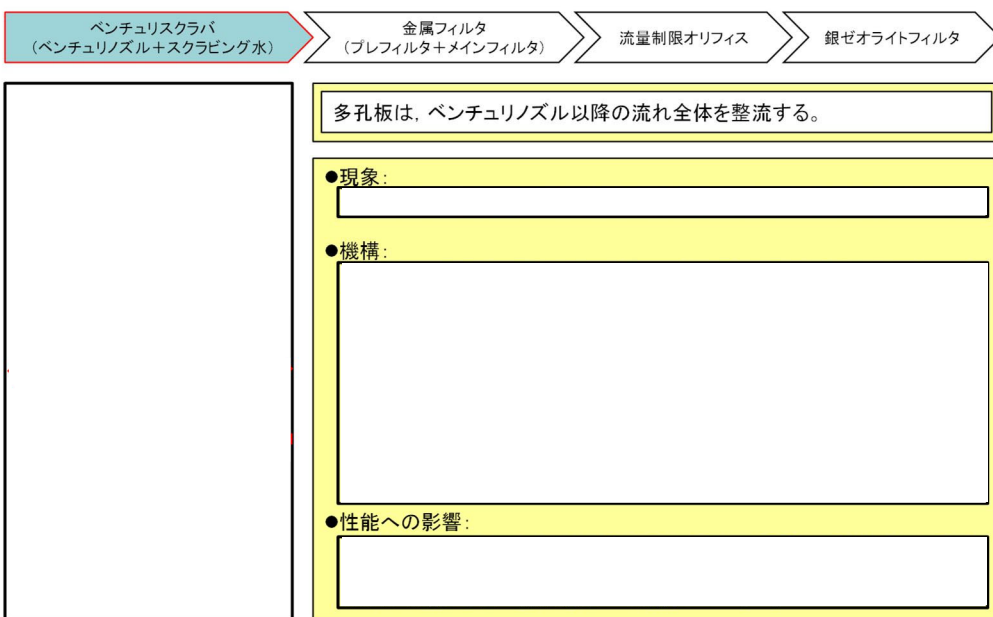 ベンチュリスクラバ
(ベンチュリノズル+スクラビング水)
金属フィルタ
(プレフィルタ+メインフィルタ)
流量制限オリフィス
銀ゼオライトフィルタ
多孔板は，ベンチュリノズル以降の流れ全体を整流する。
●現象:
●機構:
●性能への影響: